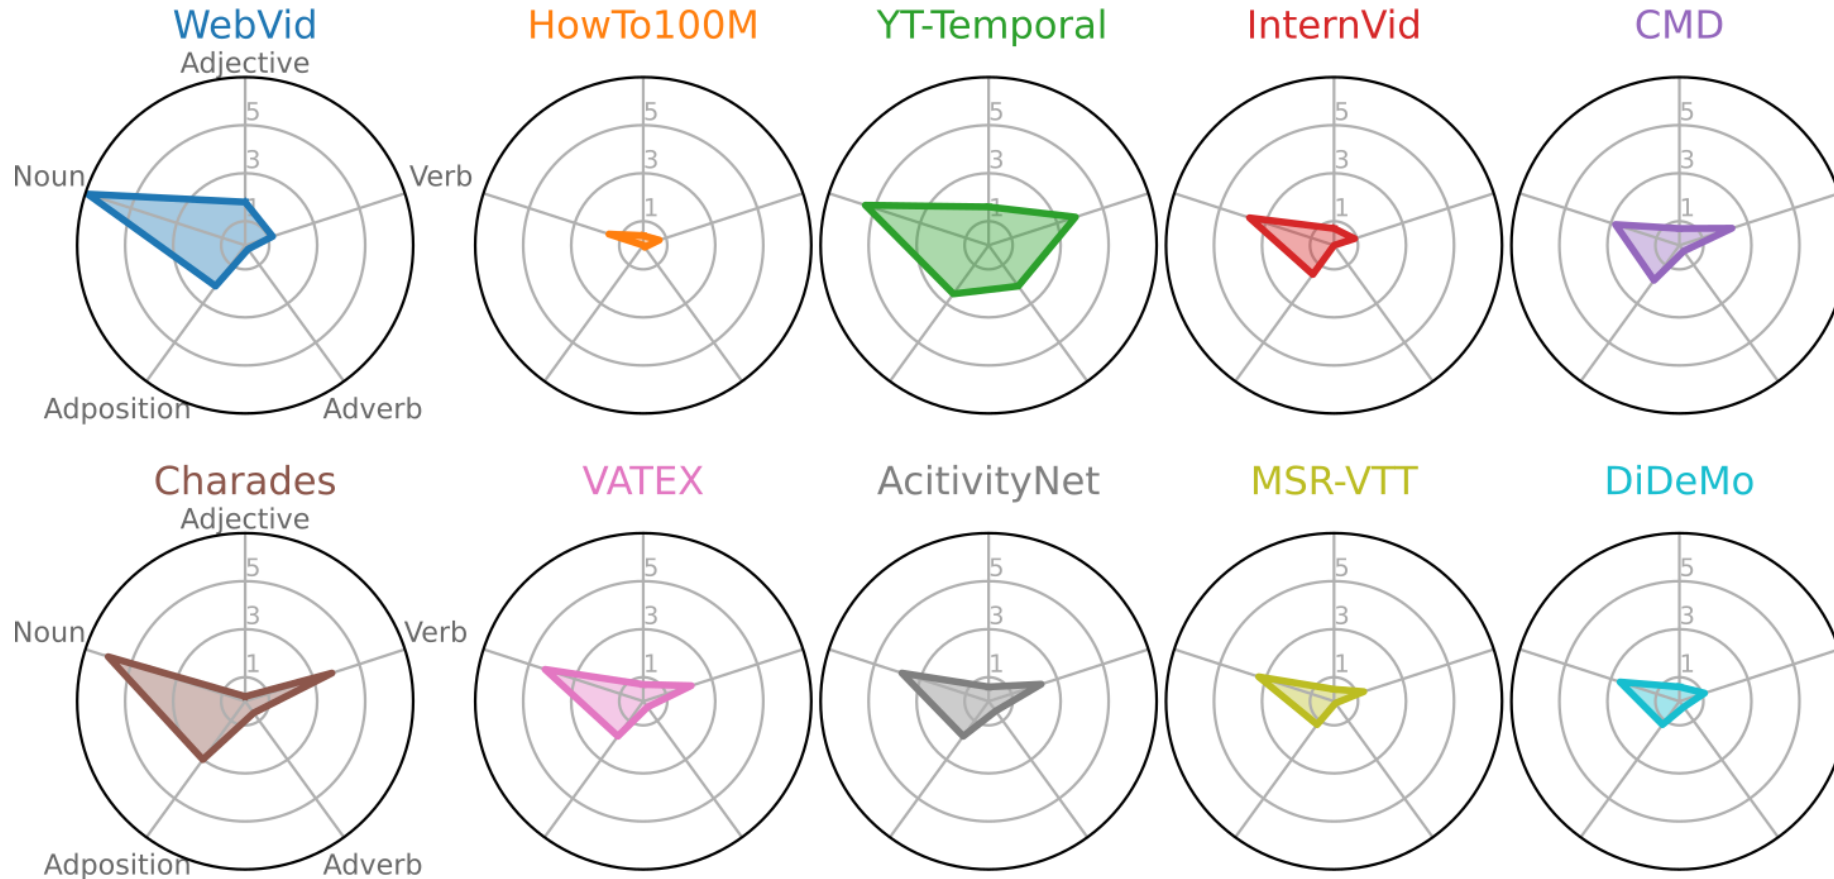 WebVid HowTo100M YT-Temporal InternVid CMD
Adjective
5 5 5 5 5
Noun 3 Verb 3 3 3 3
1 1 1 1 1
Adposition Adverb
Charades VATEX AcitivityNet MSR-VTT DiDeMo
Adjective
5 5 5 5 5
Noun 3 Verb 3 3 3 3
1 1 1 1 1
Adposition Adverb